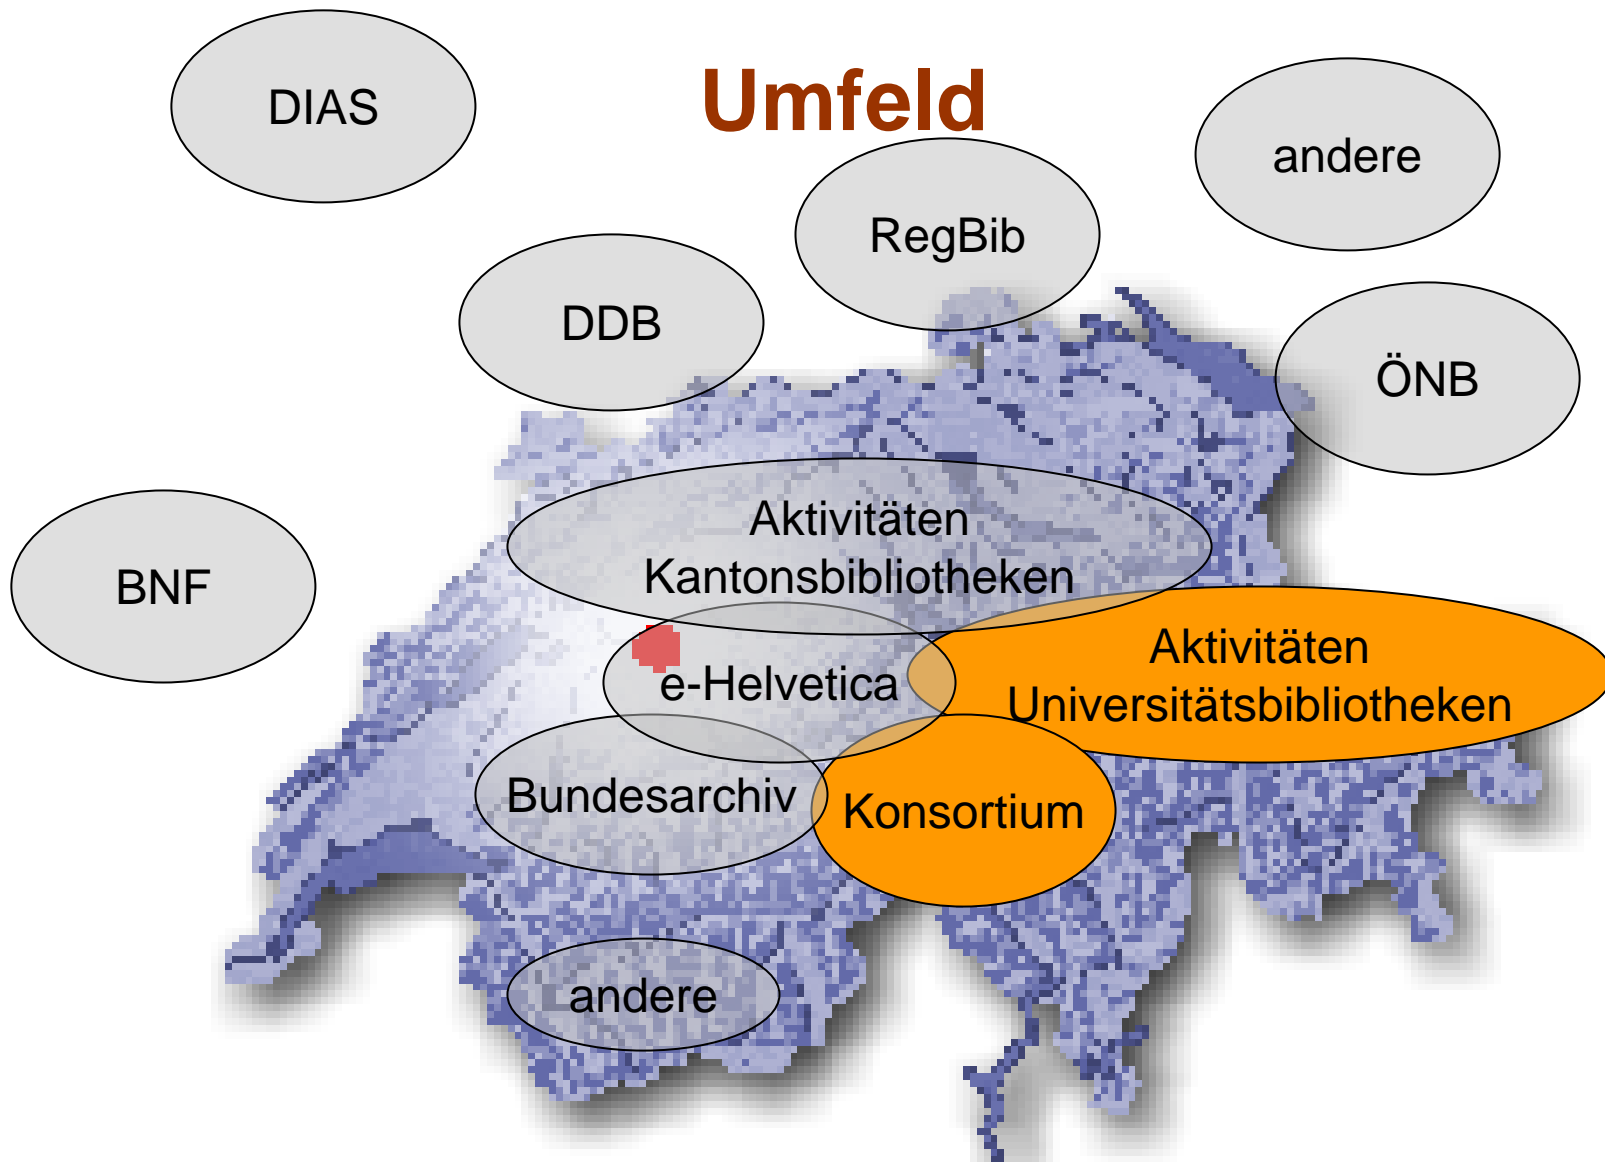 Umfeld
DIAS
andere
RegBib
DDB
ÖNB
BNF
Aktivitäten
Kantonsbibliotheken
Aktivitäten
Universitätsbibliotheken
e-Helvetica
Bundesarchiv
Konsortium
andere